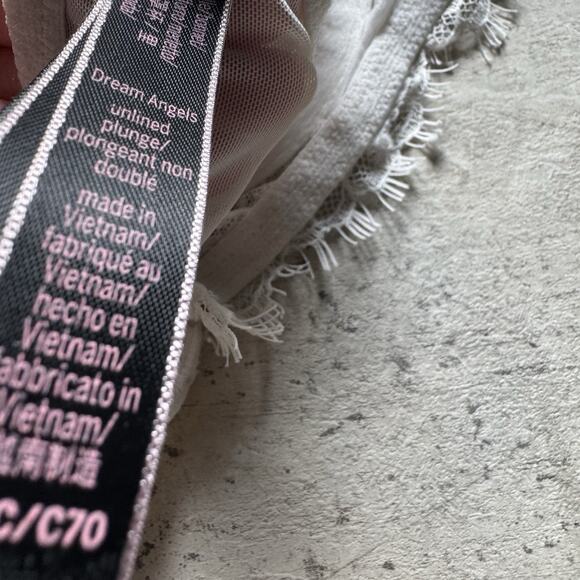 Dream Angels
unlined
plunge/
plongeant non
doublé
made in
Vietnam/
fabriqué au
Vietnam/
hecho en
Vietnam/
fabbricato in
Vietnam/
越南制造
C/C70